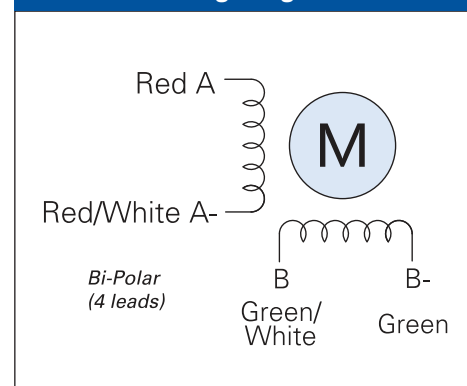 Red A
M
Red/White A-
Bi-Polar
(4 leads)
B
B-
Green/
White
Green